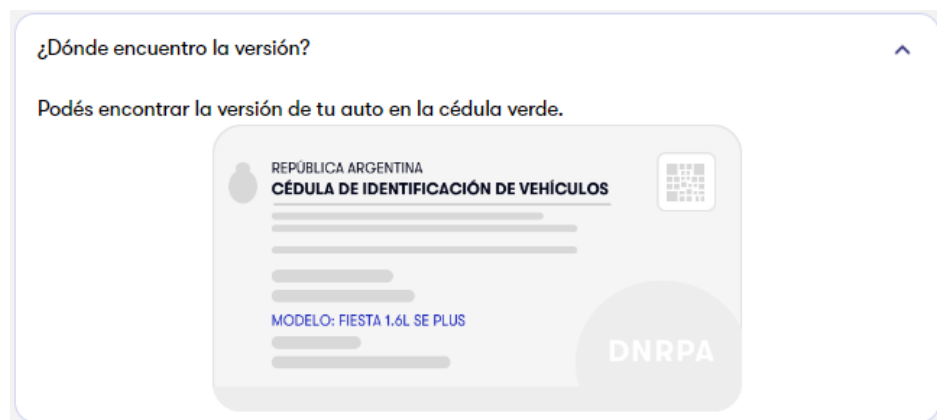 ¿Dónde encuentro la versión?
Podés encontrar la versión de tu auto en la cédula verde.
REPÚBLICA ARGENTINA
CÉDULA DE IDENTIFICACIÓN DE VEHÍCULOS
MODELO: FIESTA 1.6L SE PLUS
DNRPA